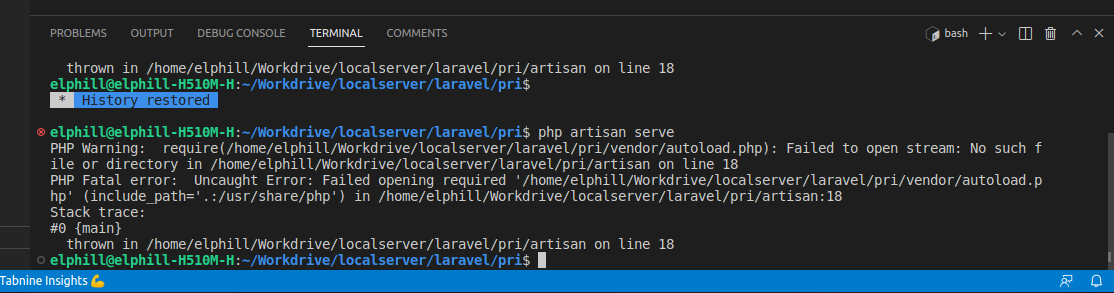 PROBLEMS OUTPUT DEBUG CONSOLE TERMINAL COMMENTS bash
thrown in /home/elphill/Workdrive/localserver/laravel/pri/artisan on line 18
elphill@elphill-H510M-H:~/Workdrive/localserver/laravel/pri$
* History restored
elphill@elphill-H510M-H:~/Workdrive/localserver/laravel/pri$ php artisan serve
PHP Warning:  require(/home/elphill/Workdrive/localserver/laravel/pri/vendor/autoload.php): Failed to open stream: No such f
ile or directory in /home/elphill/Workdrive/localserver/laravel/pri/artisan on line 18
PHP Fatal error:  Uncaught Error: Failed opening required '/home/elphill/Workdrive/localserver/laravel/pri/vendor/autoload.p
hp' (include_path='.:/usr/share/php') in /home/elphill/Workdrive/localserver/laravel/pri/artisan:18
Stack trace:
#0 {main}
thrown in /home/elphill/Workdrive/localserver/laravel/pri/artisan on line 18
elphill@elphill-H510M-H:~/Workdrive/localserver/laravel/pri$
Tabnine Insights 💪